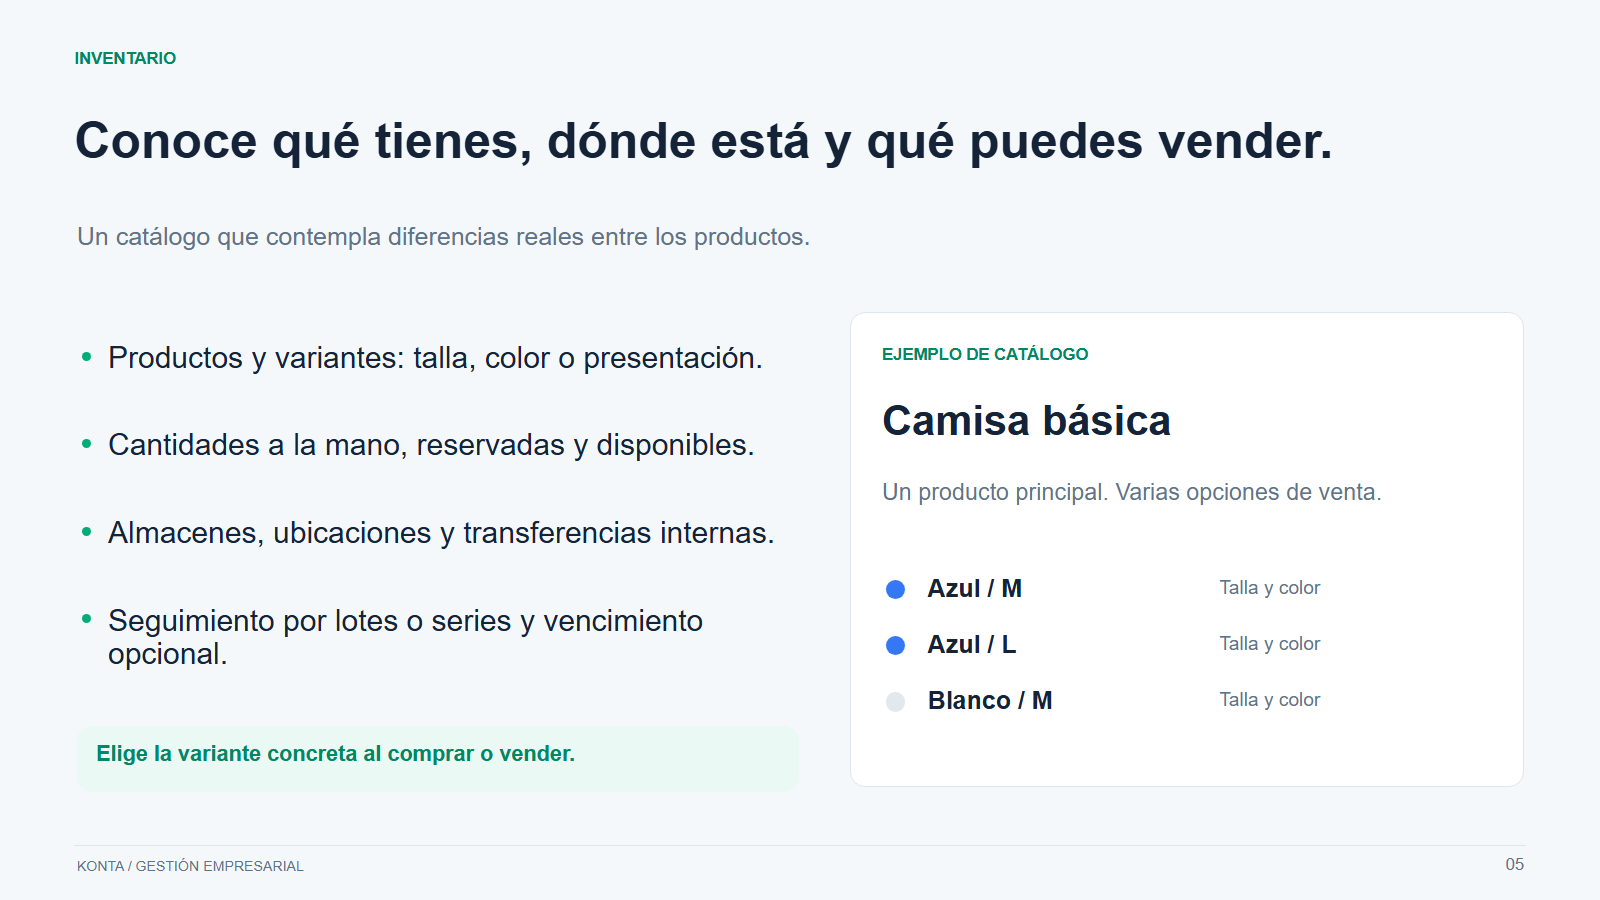 INVENTARIO
Conoce qué tienes, dónde está y qué puedes vender.
Un catálogo que contempla diferencias reales entre los productos.
• Productos y variantes: talla, color o presentación.
• Cantidades a la mano, reservadas y disponibles.
• Almacenes, ubicaciones y transferencias internas.
• Seguimiento por lotes o series y vencimiento
opcional.
Elige la variante concreta al comprar o vender.
EJEMPLO DE CATÁLOGO
Camisa básica
Un producto principal. Varias opciones de venta.
Azul / M Talla y color
Azul / L Talla y color
Blanco / M Talla y color
KONTA / GESTIÓN EMPRESARIAL
05